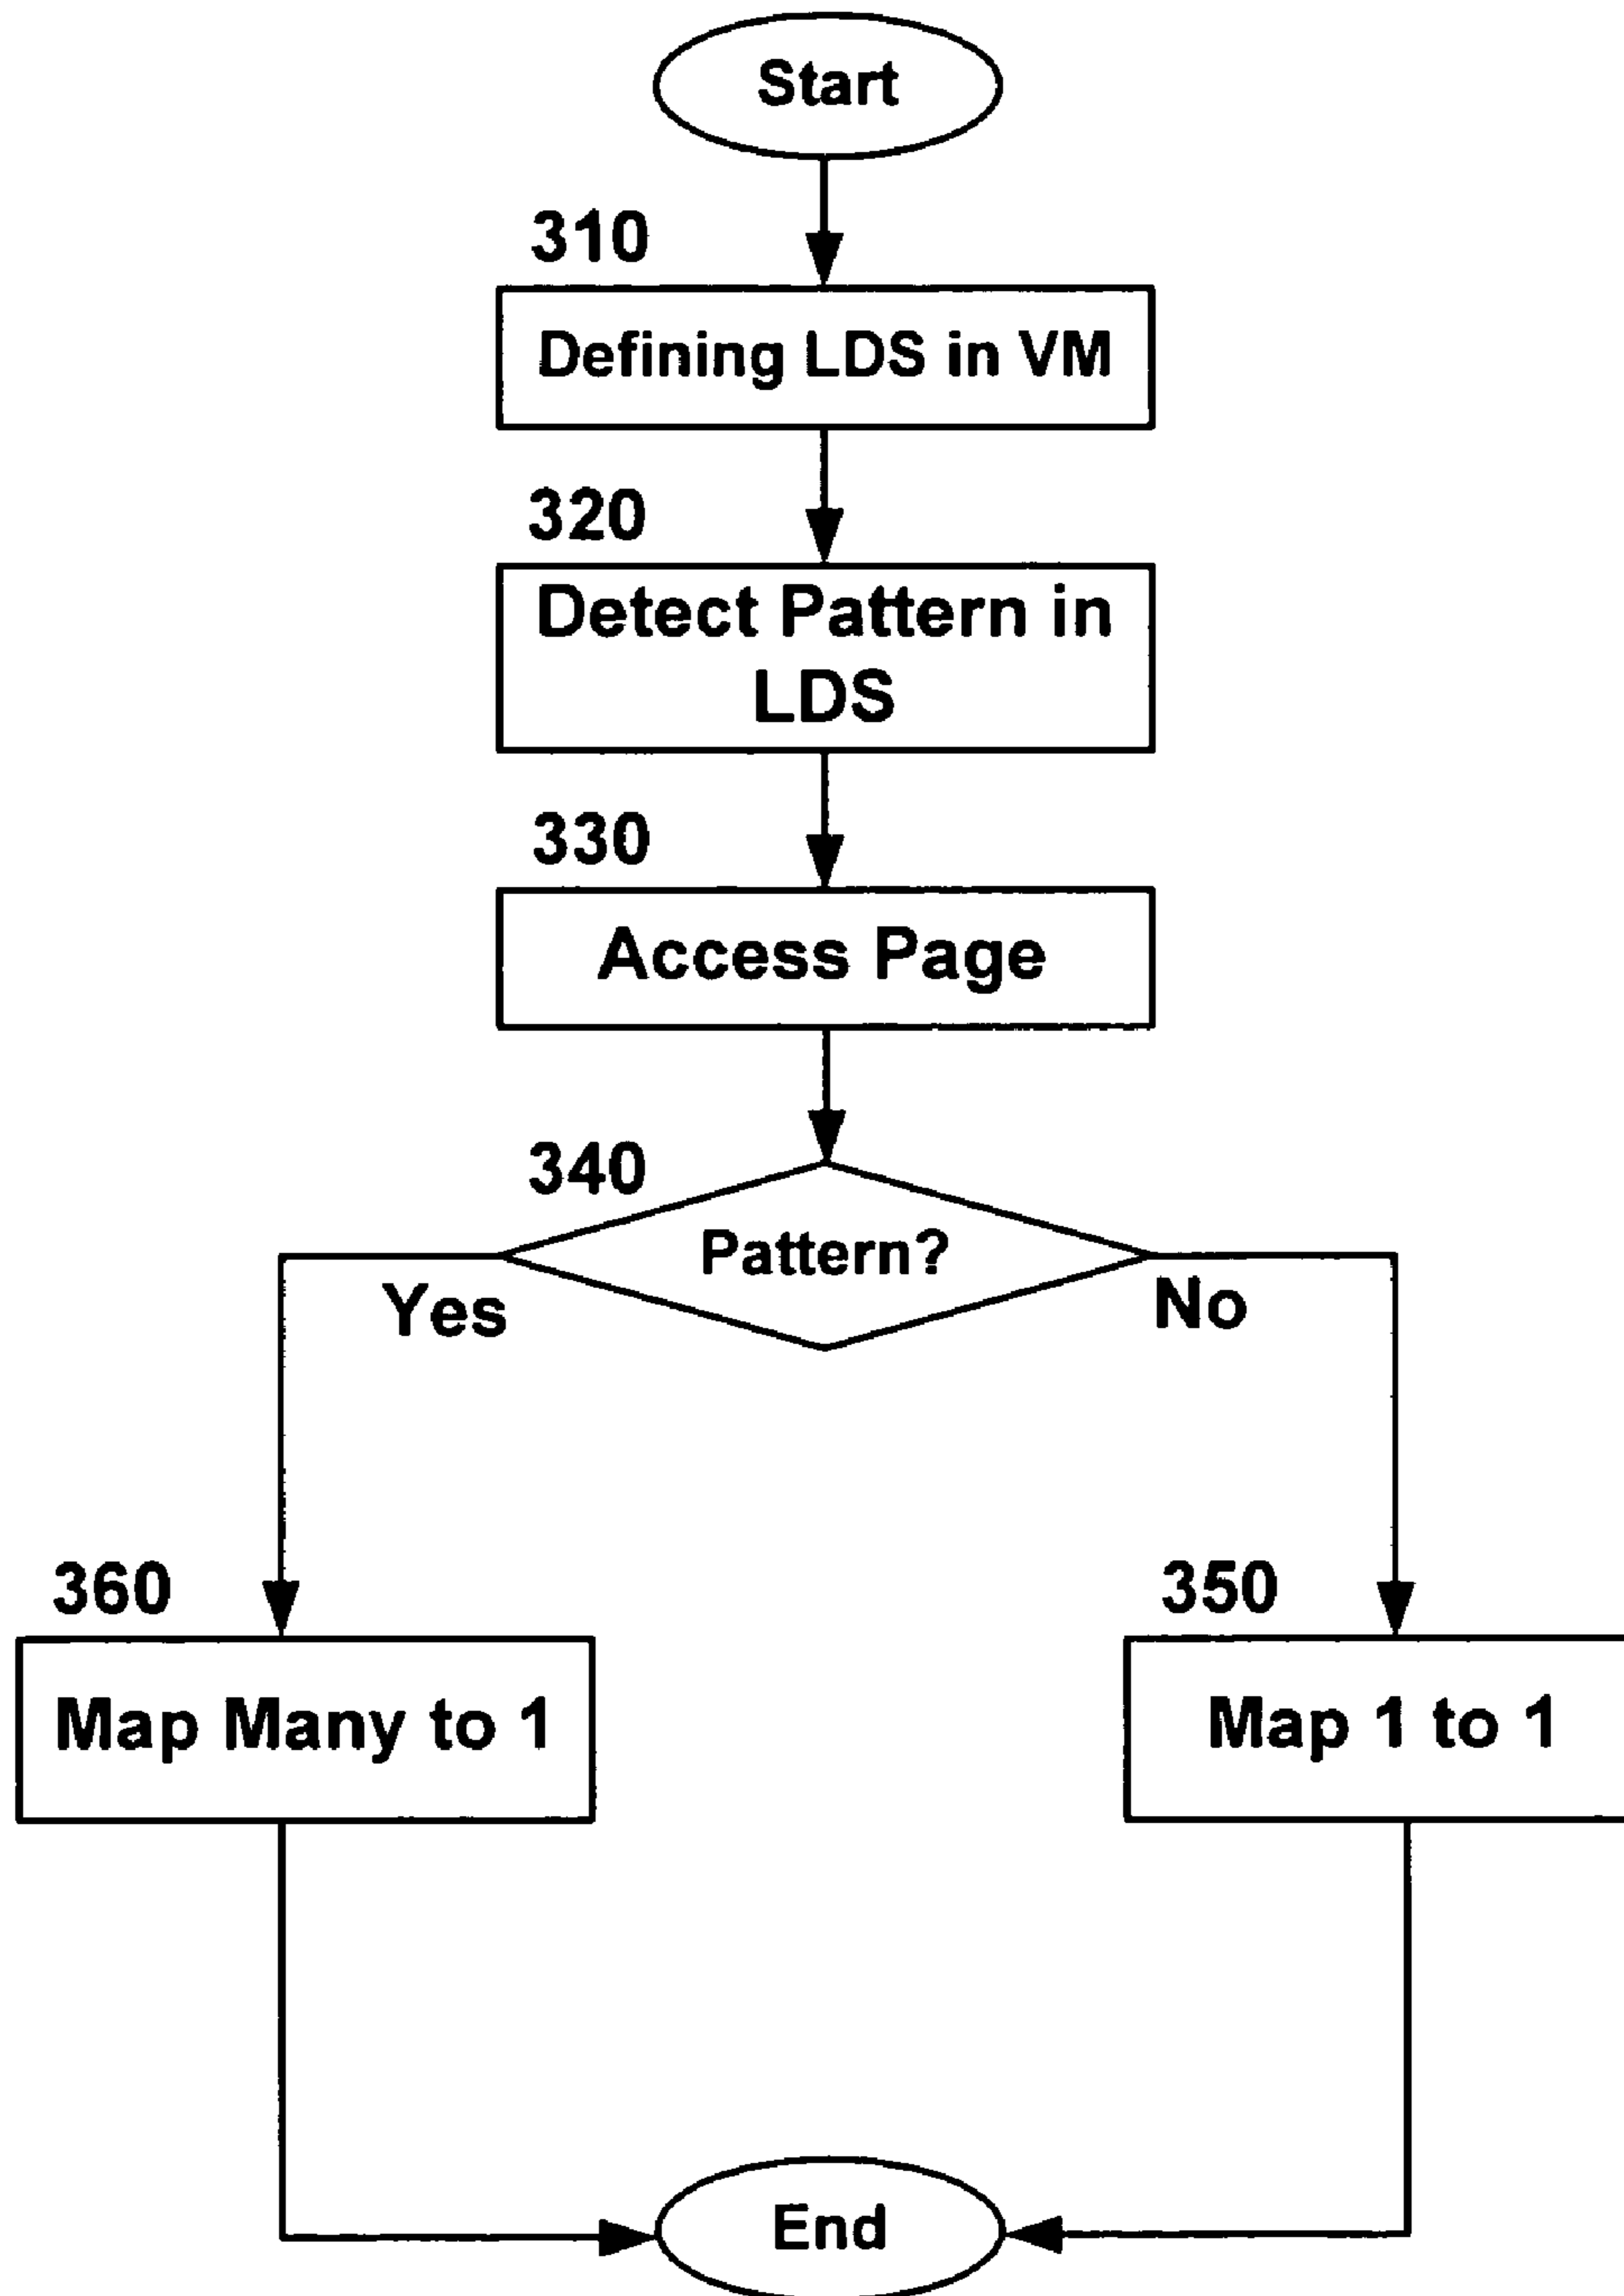 Start
310
Defining LDS in VM
320
Detect Pattern in
LDS
330
Access Page
340
Pattern?
Yes
No
360
350
Map Many to 1
Map 1 to 1
End